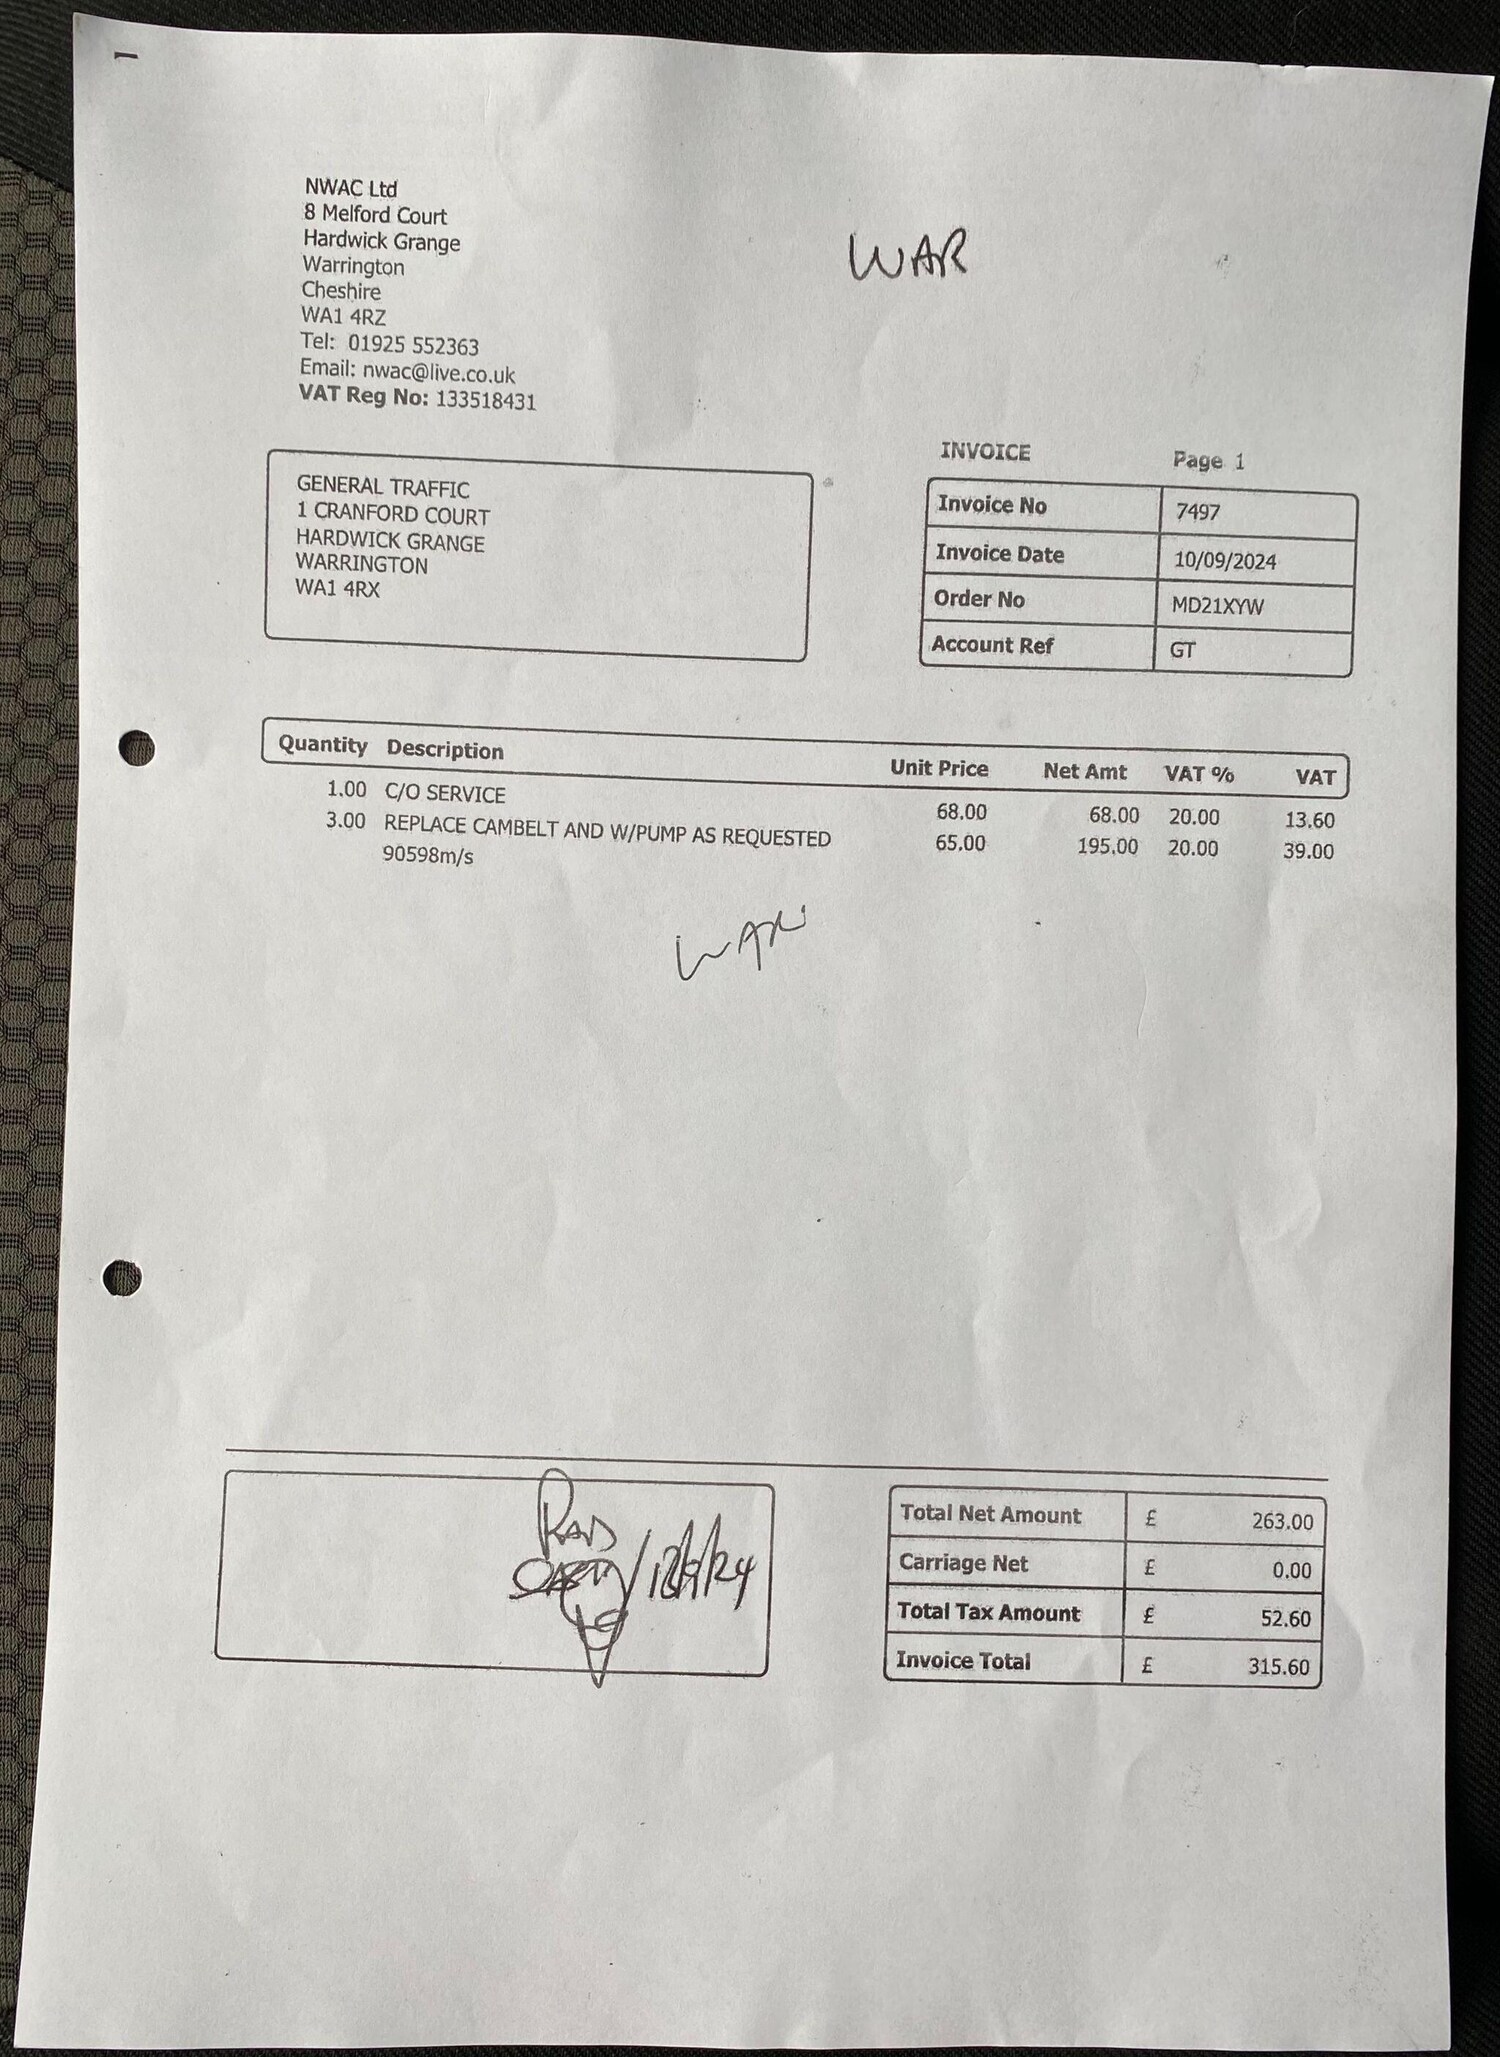 NWAC Ltd
8 Melford Court
Hardwick Grange
Warrington
Cheshire
WA1 4RZ
Tel: 01925 552363
Email: nwac@live.co.uk
VAT Reg No: 133518431
WAR
GENERAL TRAFFIC
1 CRANFORD COURT
HARDWICK GRANGE
WARRINGTON
WA1 4RX
INVOICE Page 1
Invoice No 7497
Invoice Date 10/09/2024
Order No MD21XYW
Account Ref GT
Quantity Description Unit Price Net Amt VAT % VAT
1.00 C/O SERVICE 68.00 68.00 20.00 13.60
3.00 REPLACE CAMBELT AND W/PUMP AS REQUESTED 65.00 195.00 20.00 39.00
90598m/s
12/9/24
Total Net Amount £ 263.00
Carriage Net £ 0.00
Total Tax Amount £ 52.60
Invoice Total £ 315.60